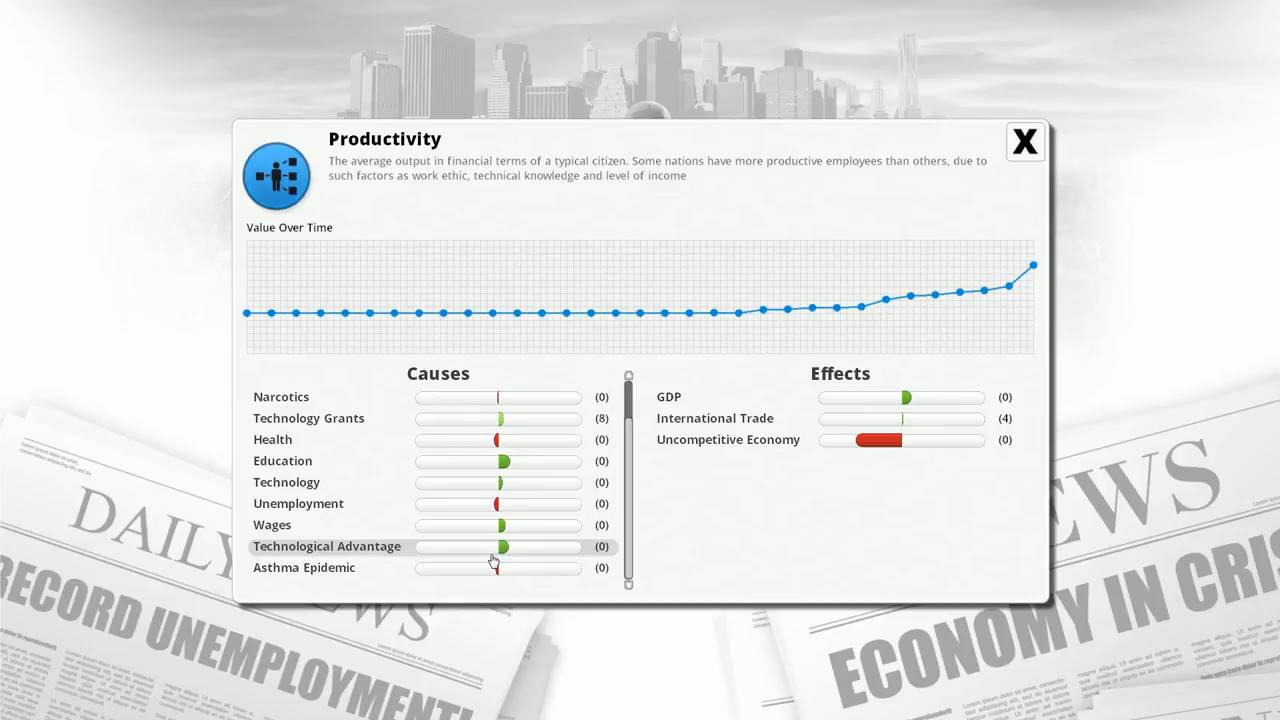 Productivity
X
The average output in financial terms of a typical citizen. Some nations have more productive employees than others, due to
such factors as work ethic, technical knowledge and level of income
Value Over Time
Causes
Effects
Narcotics (0)
Technology Grants (8)
Health (0)
Education (0)
Technology (0)
Unemployment (0)
Wages (0)
Technological Advantage (0)
Asthma Epidemic (0)
GDP (0)
International Trade (4)
Uncompetitive Economy (0)
DAILY NEWS
RECORD UNEMPLOYMENT
EWS
ECONOMY IN CRIS